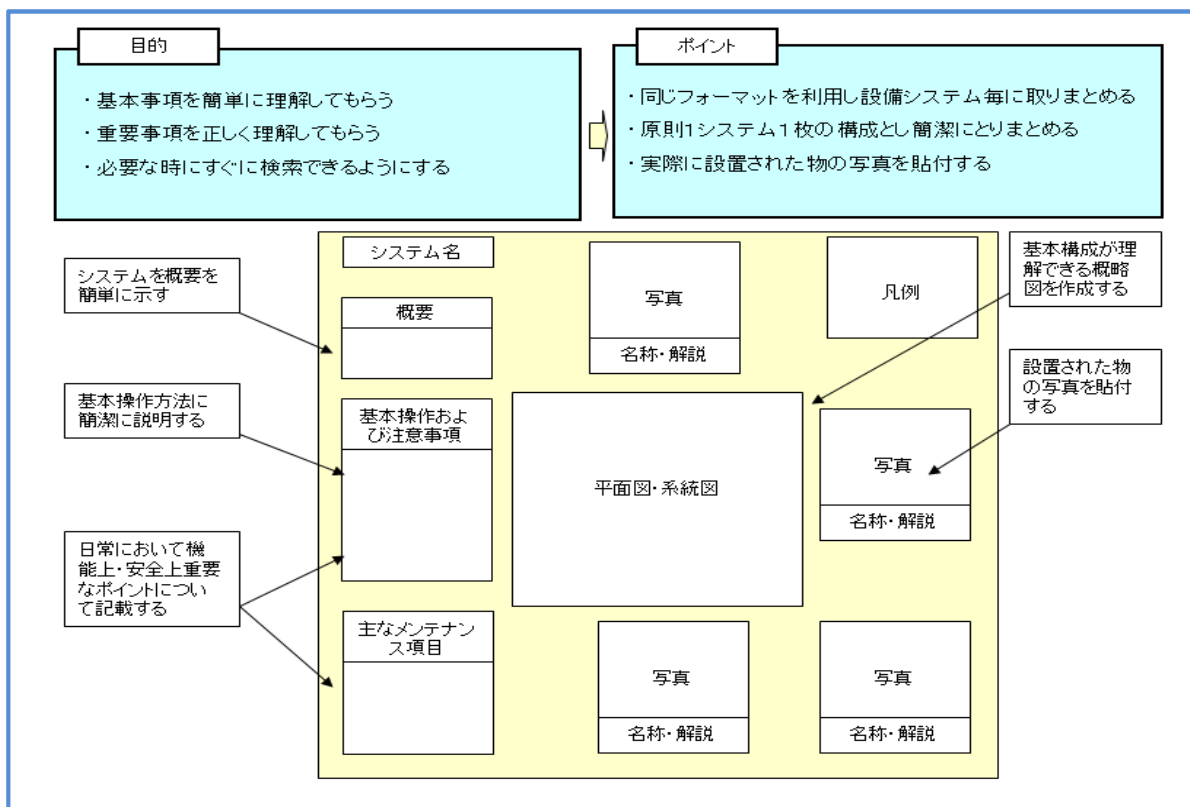 目的
・基本事項を簡単に理解してもらう
・重要事項を正しく理解してもらう
・必要な時にすぐに検索できるようにする
ポイント
・同じフォーマットを利用し設備システム毎に取りまとめる
・原則1システム1枚の構成とし簡潔にとりまとめる
・実際に設置された物の写真を貼付する
システムを概要を
簡単に示す
基本操作方法に
簡潔に説明する
日常において機
能上・安全上重要
なポイントについ
て記載する
システム名
概要
基本操作およ
び注意事項
主なメンテナン
ス項目
写真
名称・解説
凡例
平面図・系統図
写真
名称・解説
写真
名称・解説
写真
名称・解説
基本構成が理
解できる概略
図を作成する
設置された物
の写真を貼付
する